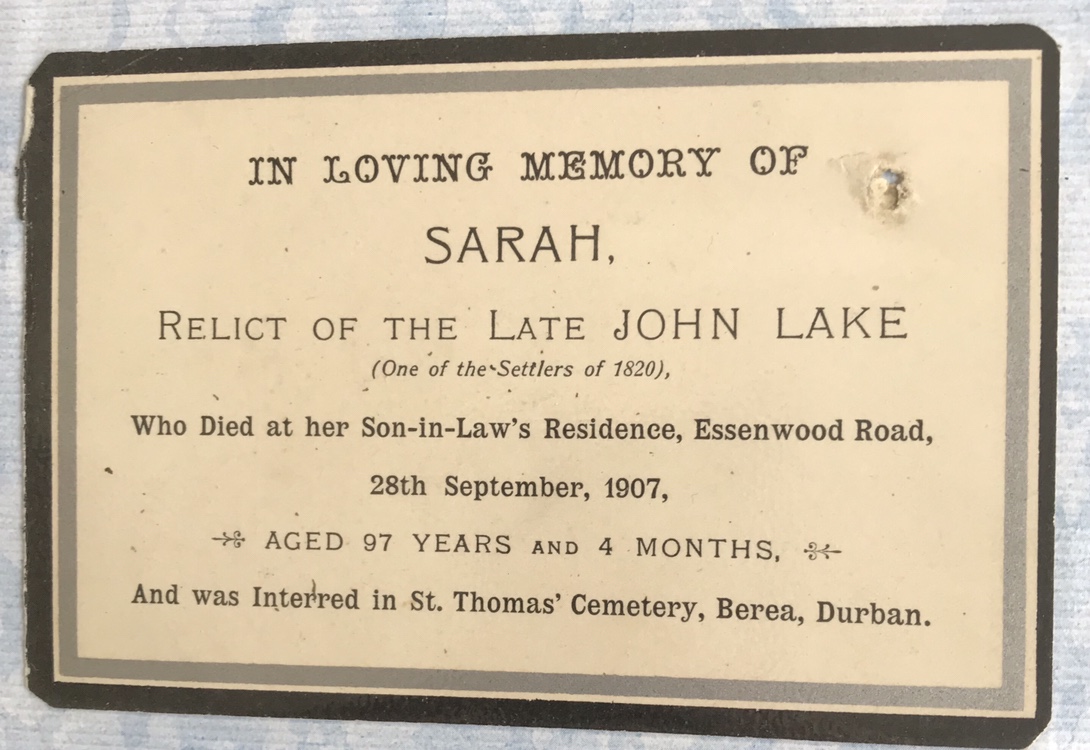 IN LOVING MEMORY OF
SARAH,
RELICT OF THE LATE JOHN LAKE
(One of the Settlers of 1820),
Who Died at her Son-in-Law's Residence, Essenwood Road,
28th September, 1907,
AGED 97 YEARS AND 4 MONTHS,
And was Interred in St. Thomas' Cemetery, Berea, Durban.